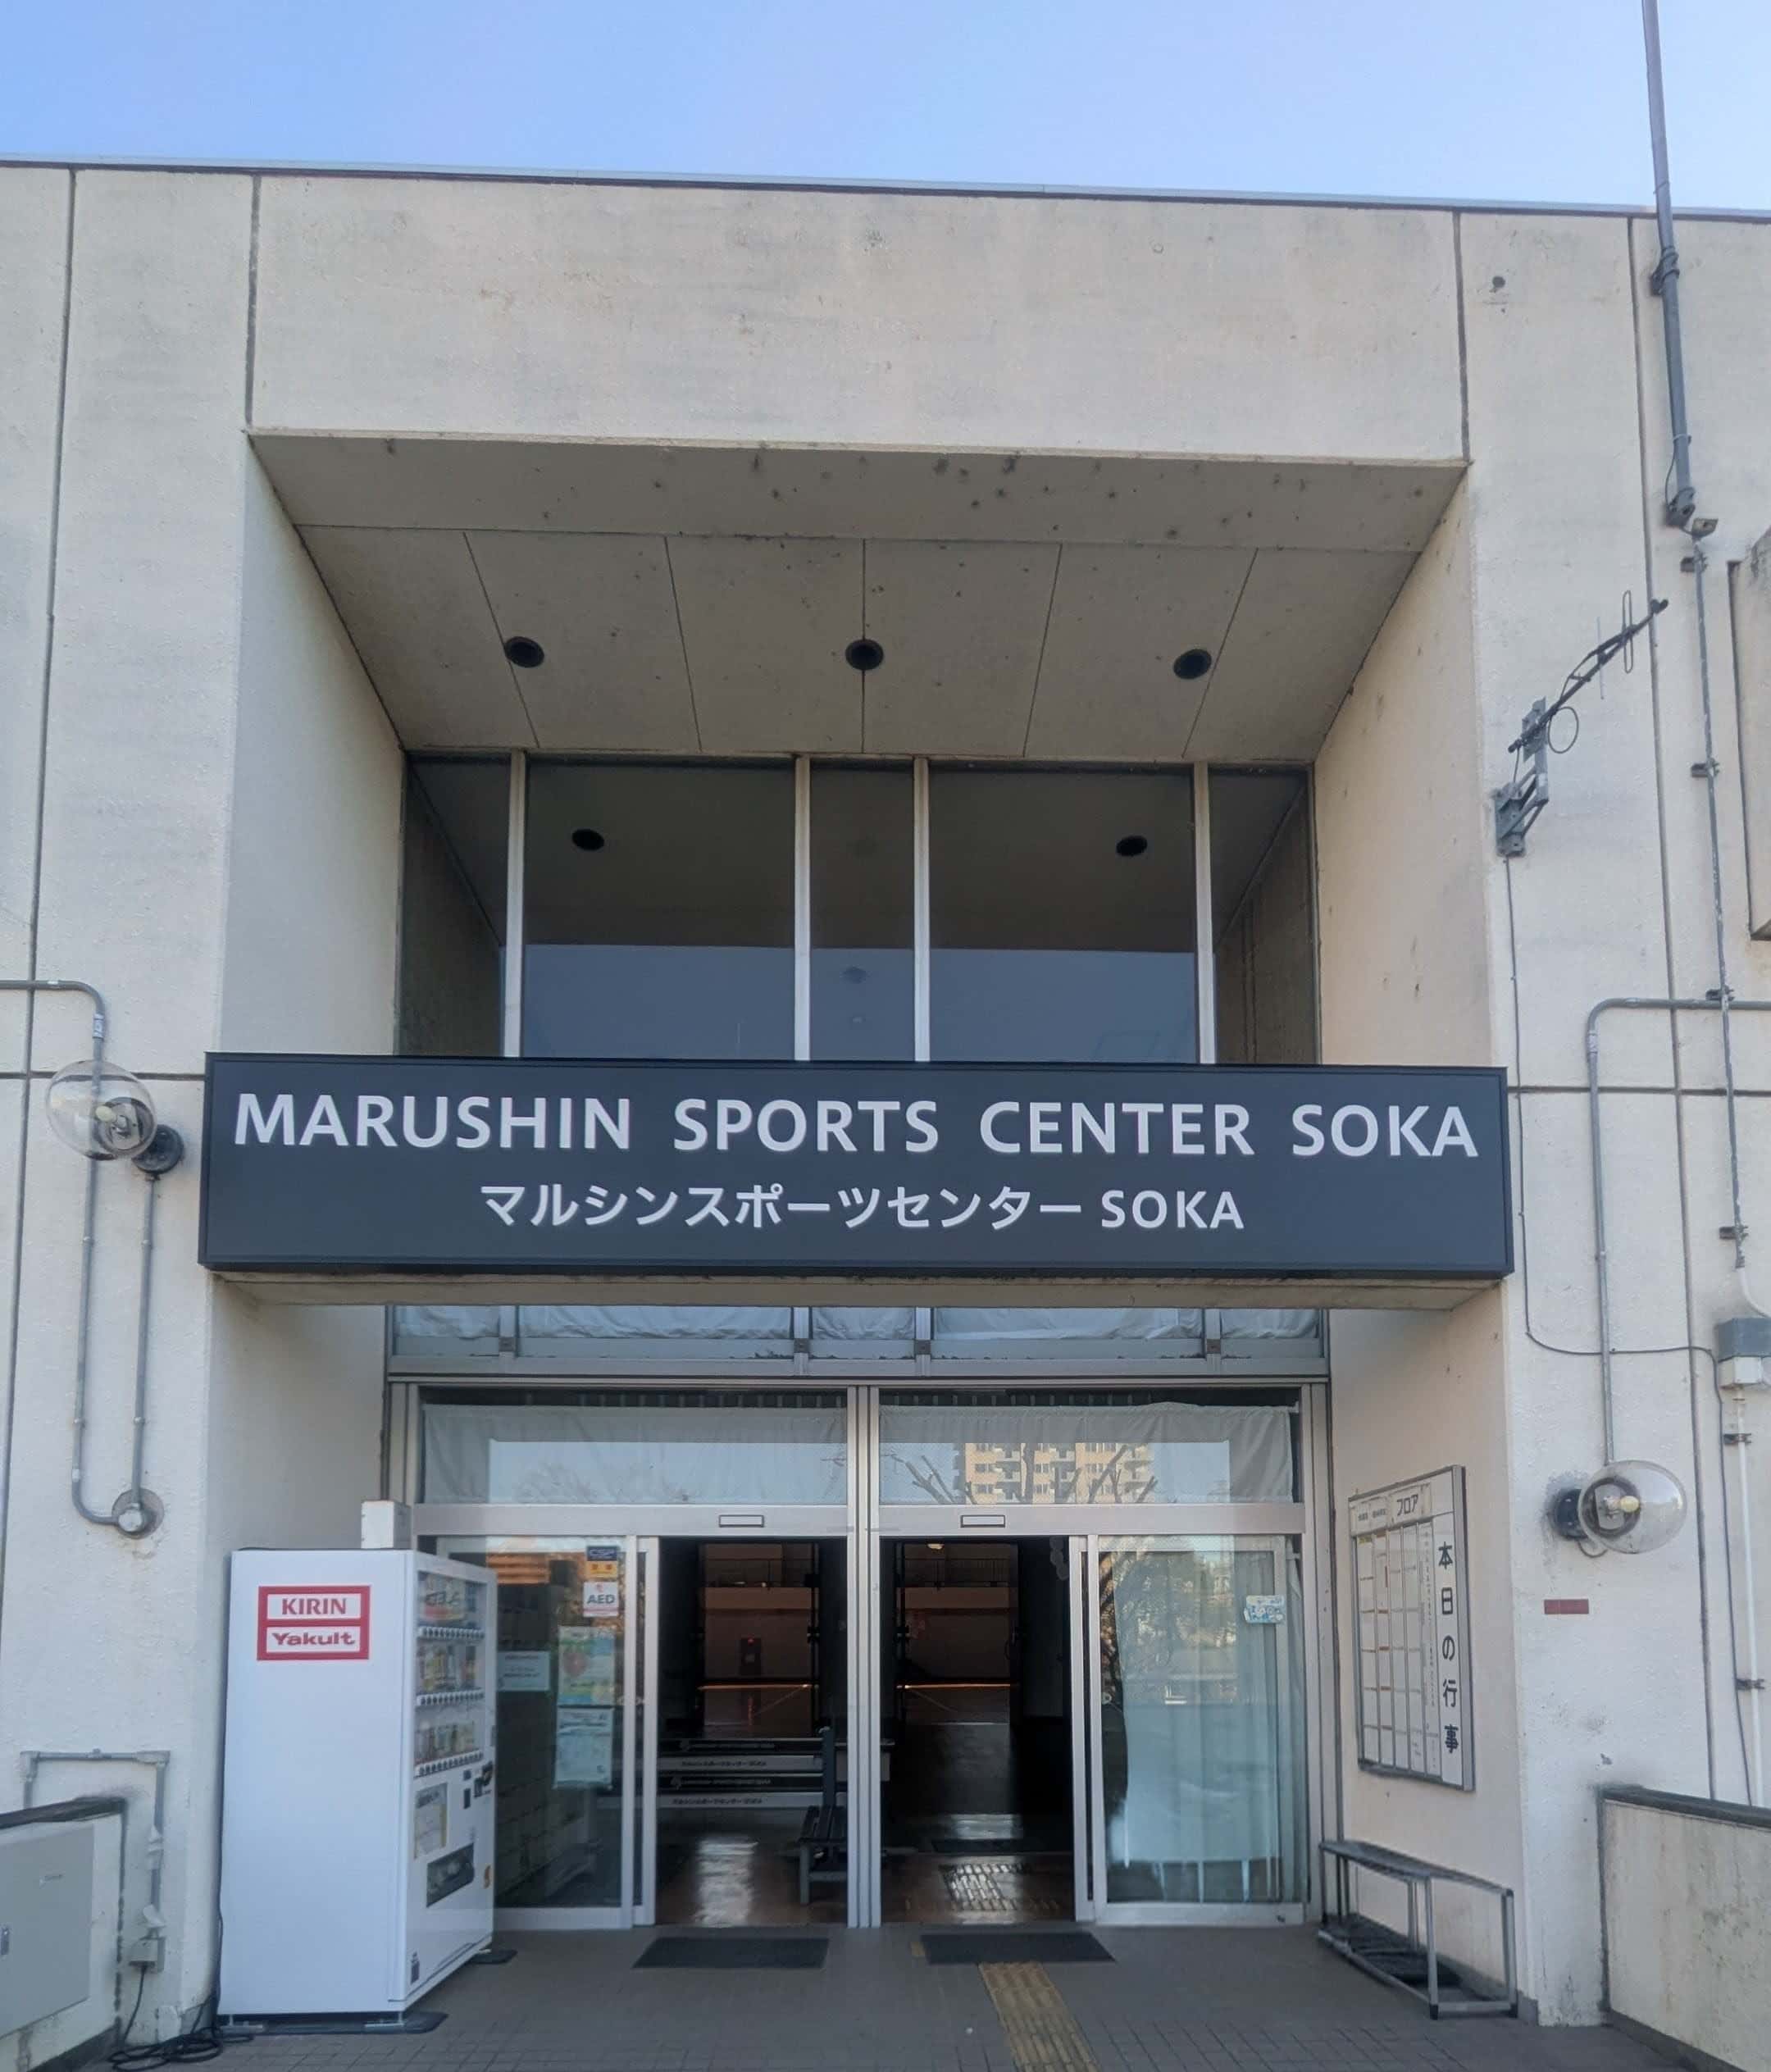 MARUSHIN SPORTS CENTER SOKA
マルシンスポーツセンター SOKA
KIRIN
Yakult
CSP
AED
フロア
本日の行事